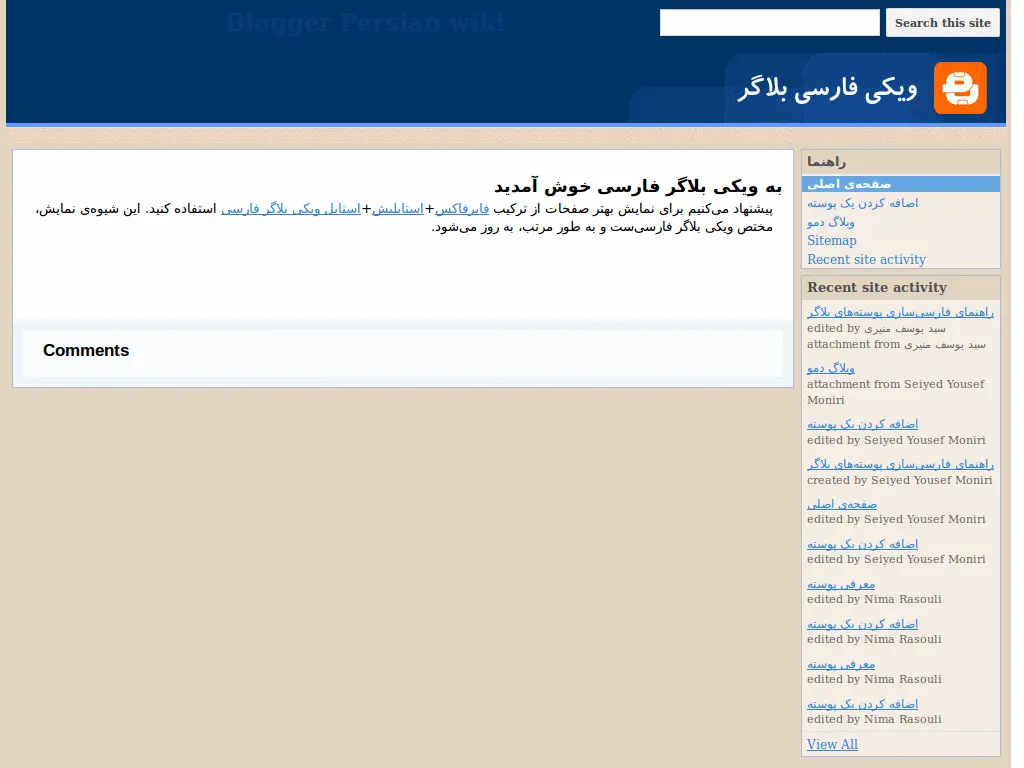 Blogger Persian wiki
Search this site
ویکی فارسی بلاگر
به ویکی بلاگر فارسی خوش آمدید
پیشنهاد می‌کنیم برای نمایش بهتر صفحات از ترکیب فایرفاکس+استایلیش+استایل ویکی بلاگر فارسی استفاده کنید. این شیوه‌ی نمایش،
مختص ویکی بلاگر فارسی‌ست و به طور مرتب، به روز می‌شود.
Comments
راهنما
صفحه‌ی اصلی
اضافه کردن یک پوسته
وبلاگ دمو
Sitemap
Recent site activity
Recent site activity
راهنمای فارسی‌سازی پوسته‌های بلاگر
edited by سید یوسف منیری
attachment from سید یوسف منیری
وبلاگ دمو
attachment from Seiyed Yousef
Moniri
اضافه کردن یک پوسته
edited by Seiyed Yousef Moniri
راهنمای فارسی‌سازی پوسته‌های بلاگر
created by Seiyed Yousef Moniri
صفحه‌ی اصلی
edited by Seiyed Yousef Moniri
اضافه کردن یک پوسته
edited by Seiyed Yousef Moniri
معرفی پوسته
edited by Nima Rasouli
اضافه کردن یک پوسته
edited by Nima Rasouli
معرفی پوسته
edited by Nima Rasouli
اضافه کردن یک پوسته
edited by Nima Rasouli
View All